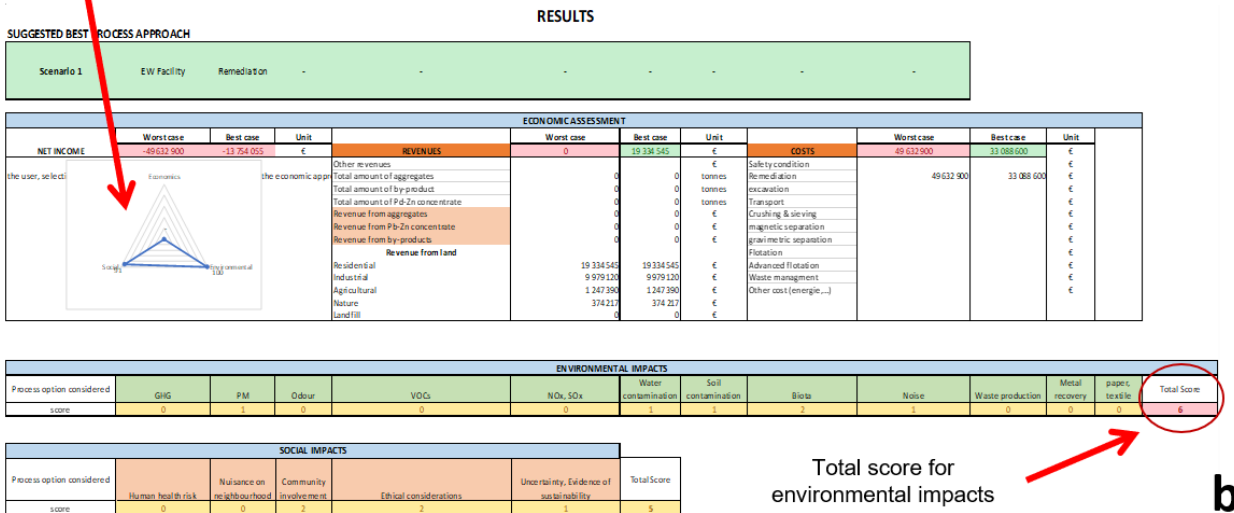 RESULTS
SUGGESTED BEST PROCESS APPROACH
Scenario 1 EW Facility Remediation - - - - - - -
ECONOMIC ASSESSMENT
Worst case Best case Unit Worst case Best case Unit Worst case Best case Unit
NET INCOME -49 632 900 -13 754 055 € REVENUES 0 19 334 545 € COSTS 49 632 900 33 088 600 €
Other revenues € Safety condition €
the user, selecti Economics the economic appr Total amount of aggregates 0 0 tonnes Remediation 49 632 900 33 088 600 €
Total amount of by-product 0 0 tonnes excavation €
Total amount of Pd-Zn concentrate 0 0 tonnes Transport €
Revenue from aggregates 0 0 € Crushing & sieving €
Revenue from Pb-Zn concentrate 0 0 € magnetic separation €
Revenue from by-products 0 0 € gravimetric separation €
Revenue from land Flotation €
Social 91 Environmental 100 Residential 19 334 545 19 334 545 € Advanced flotation €
Industrial 9 979 120 9 979 120 € Waste managment €
Agricultural 1 247 390 1 247 390 € Other cost (energie,...) €
Nature 374 217 374 217 €
Landfill 0 0 €
ENVIRONMENTAL IMPACTS
Process option considered GHG PM Odour VOCs NOx, SOx Water contamination Soil contamination Biota Noise Waste production Metal recovery paper, textile Total Score
score 0 1 0 0 0 1 1 2 1 0 0 0 6
SOCIAL IMPACTS
Process option considered Human health risk Nuisance on neighbourhood Community involvement Ethical considerations Uncertainty, Evidence of sustainability Total Score
score 0 0 2 2 1 5
Total score for
environmental impacts
b